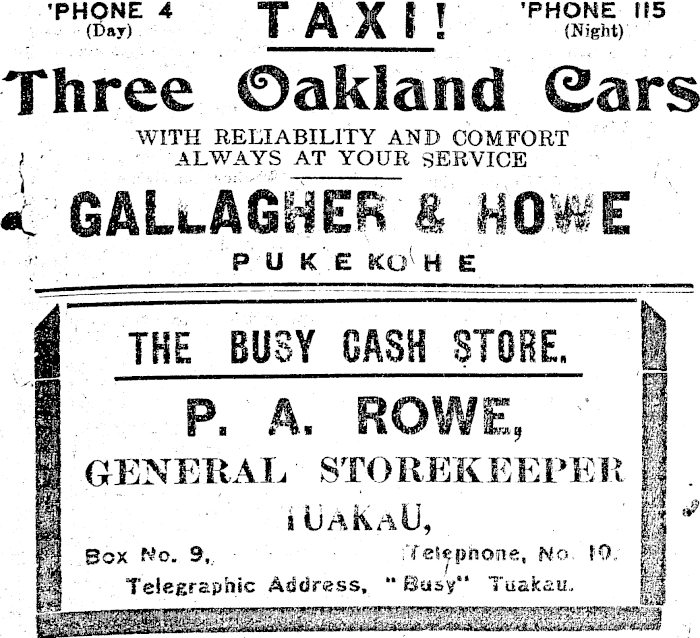 'PHONE 4 TAXI! 'PHONE 115
(Day) (Night)
Three Oakland Cars
WITH RELIABILITY AND COMFORT
ALWAYS AT YOUR SERVICE
GALLAGHER & HOWE
PUKEKOHE
THE BUSY CASH STORE.
P. A. ROWE,
GENERAL STOREKEEPER
TUAKAU,
Box No. 9, Telephone, No. 10.
Telegraphic Address, "Busy" Tuakau.